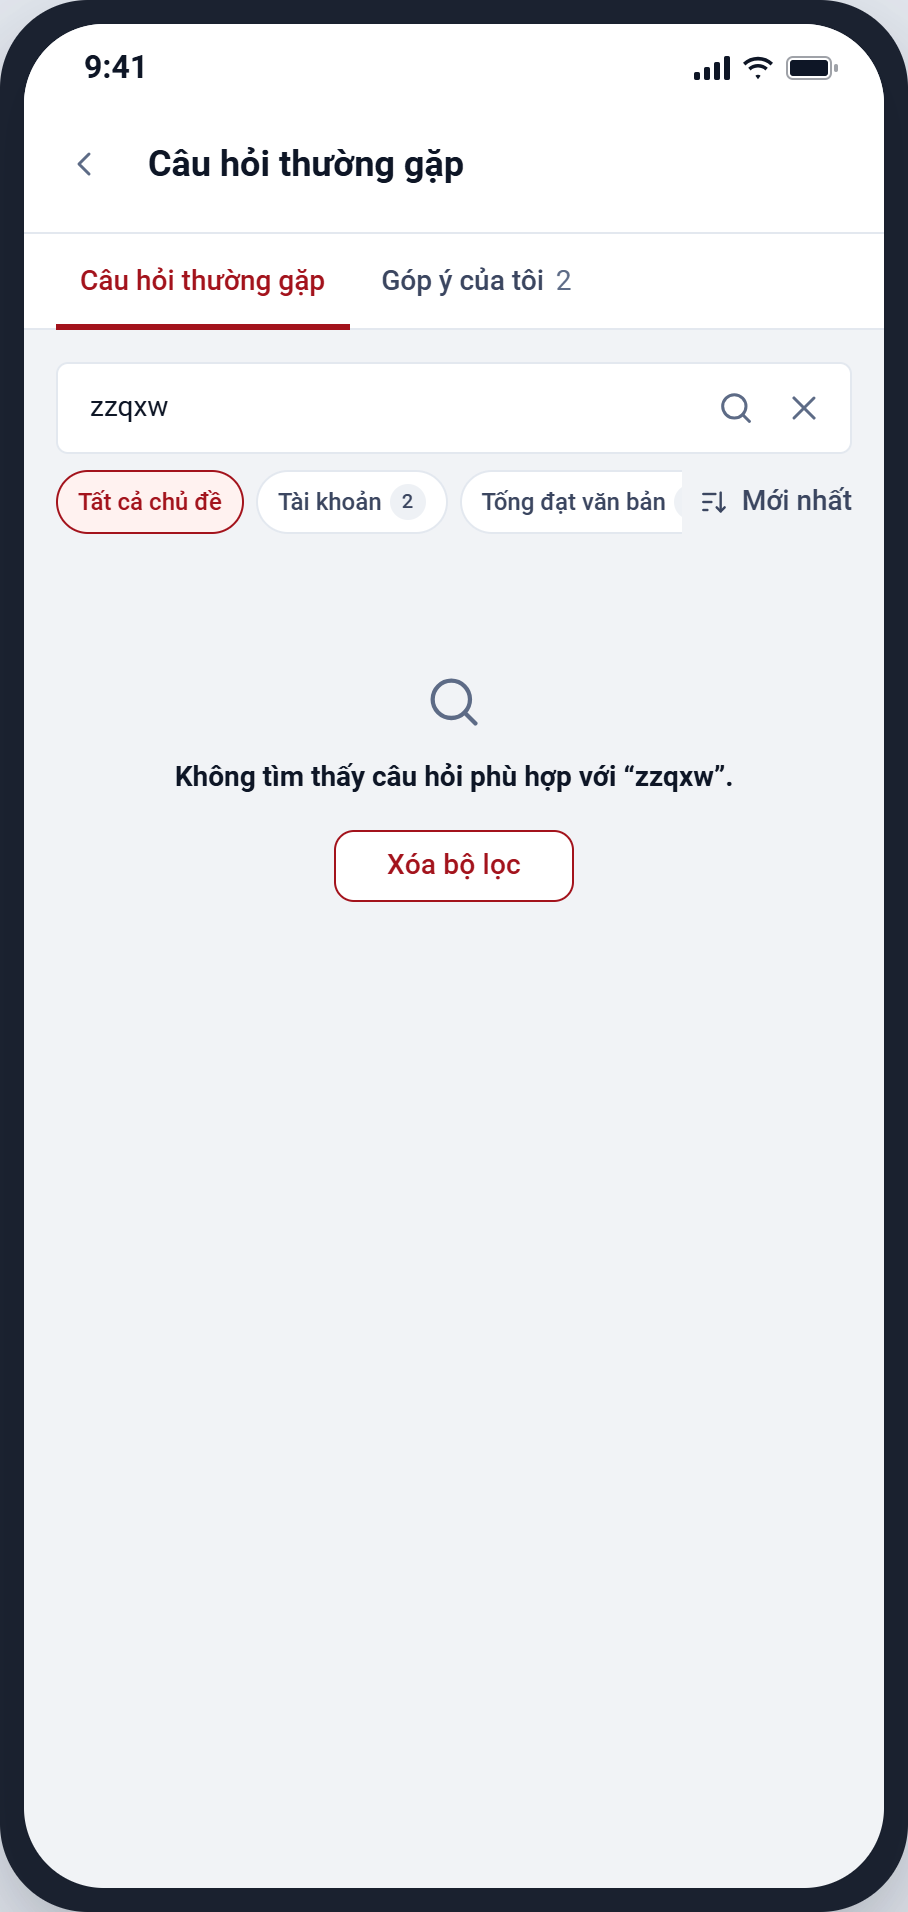 9:41
Câu hỏi thường gặp
Câu hỏi thường gặp Góp ý của tôi 2
zzqxw
Tất cả chủ đề Tài khoản 2 Tống đạt văn bản Mới nhất
Không tìm thấy câu hỏi phù hợp với “zzqxw”.
Xóa bộ lọc